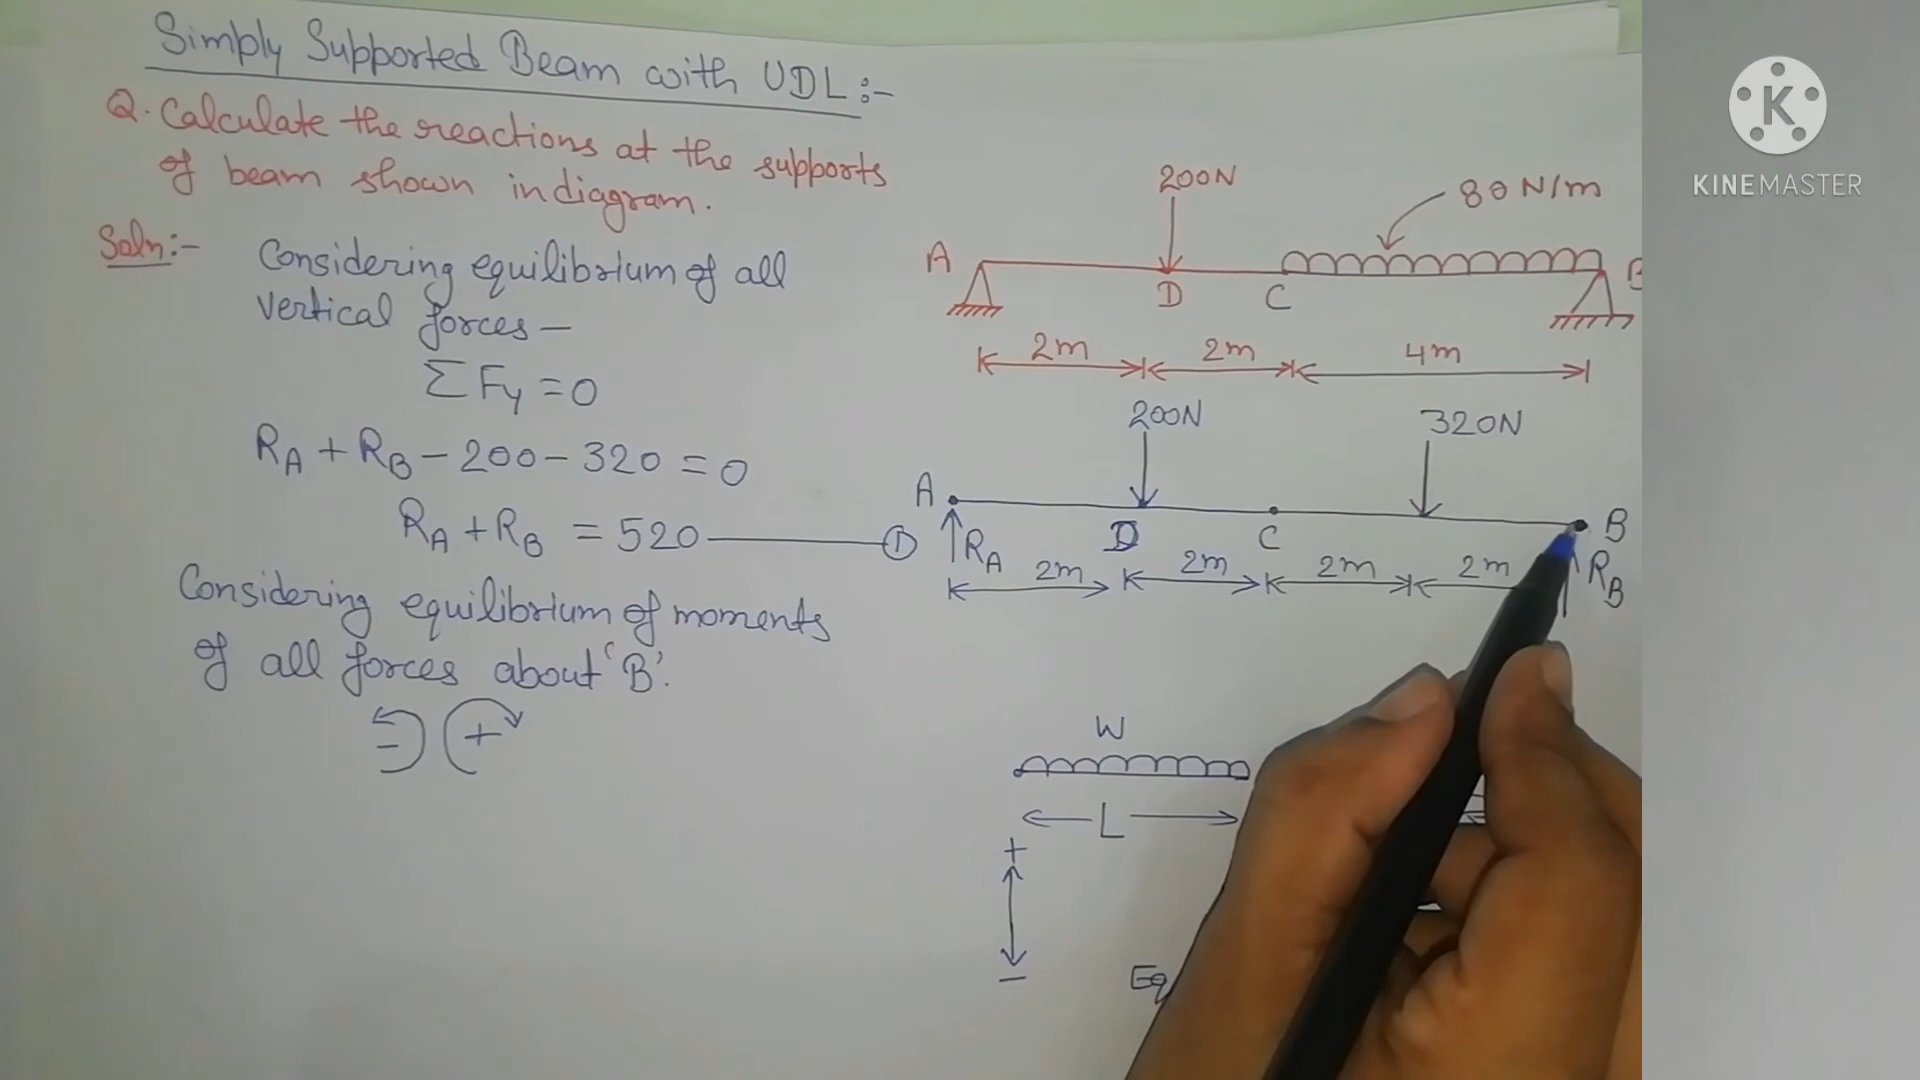 Simply Supported Beam with UDL:-
Q. Calculate the reactions at the supports
of beam shown in diagram.
Soln:-
Considering equilibrium of all
vertical forces –
ΣFy = 0
RA + RB - 200 - 320 = 0
RA + RB = 520 ——— ①
Considering equilibrium of moments
of all forces about 'B'.
- +
200N
80 N/m
A
D
C
B
2m 2m 4m
200N
320N
A
D
C
B
RA
RB
2m 2m 2m 2m
W
L
+
-
Eq
K
KINEMASTER